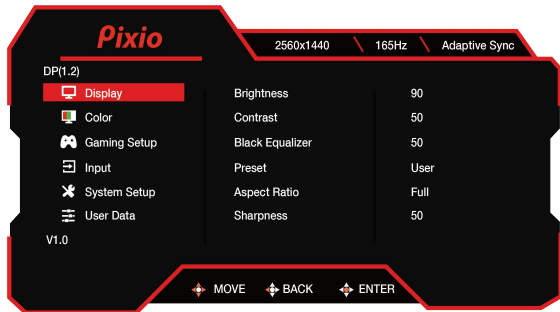 Pixio
2560x1440 165Hz Adaptive Sync
DP(1.2)
Display Brightness 90
Color Contrast 50
Gaming Setup Black Equalizer 50
Input Preset User
System Setup Aspect Ratio Full
User Data Sharpness 50
V1.0
MOVE BACK ENTER